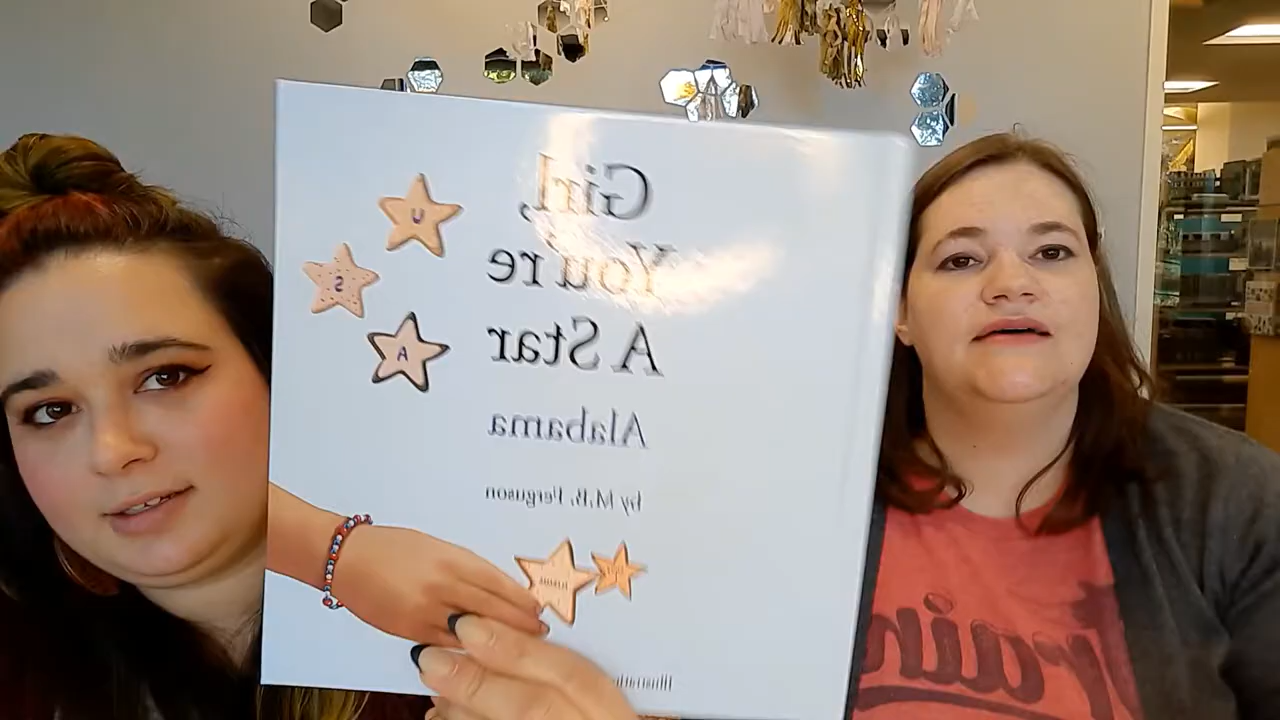 Girl,
You're
A Star
Alabama
by M.B. Ferguson
U
S
A